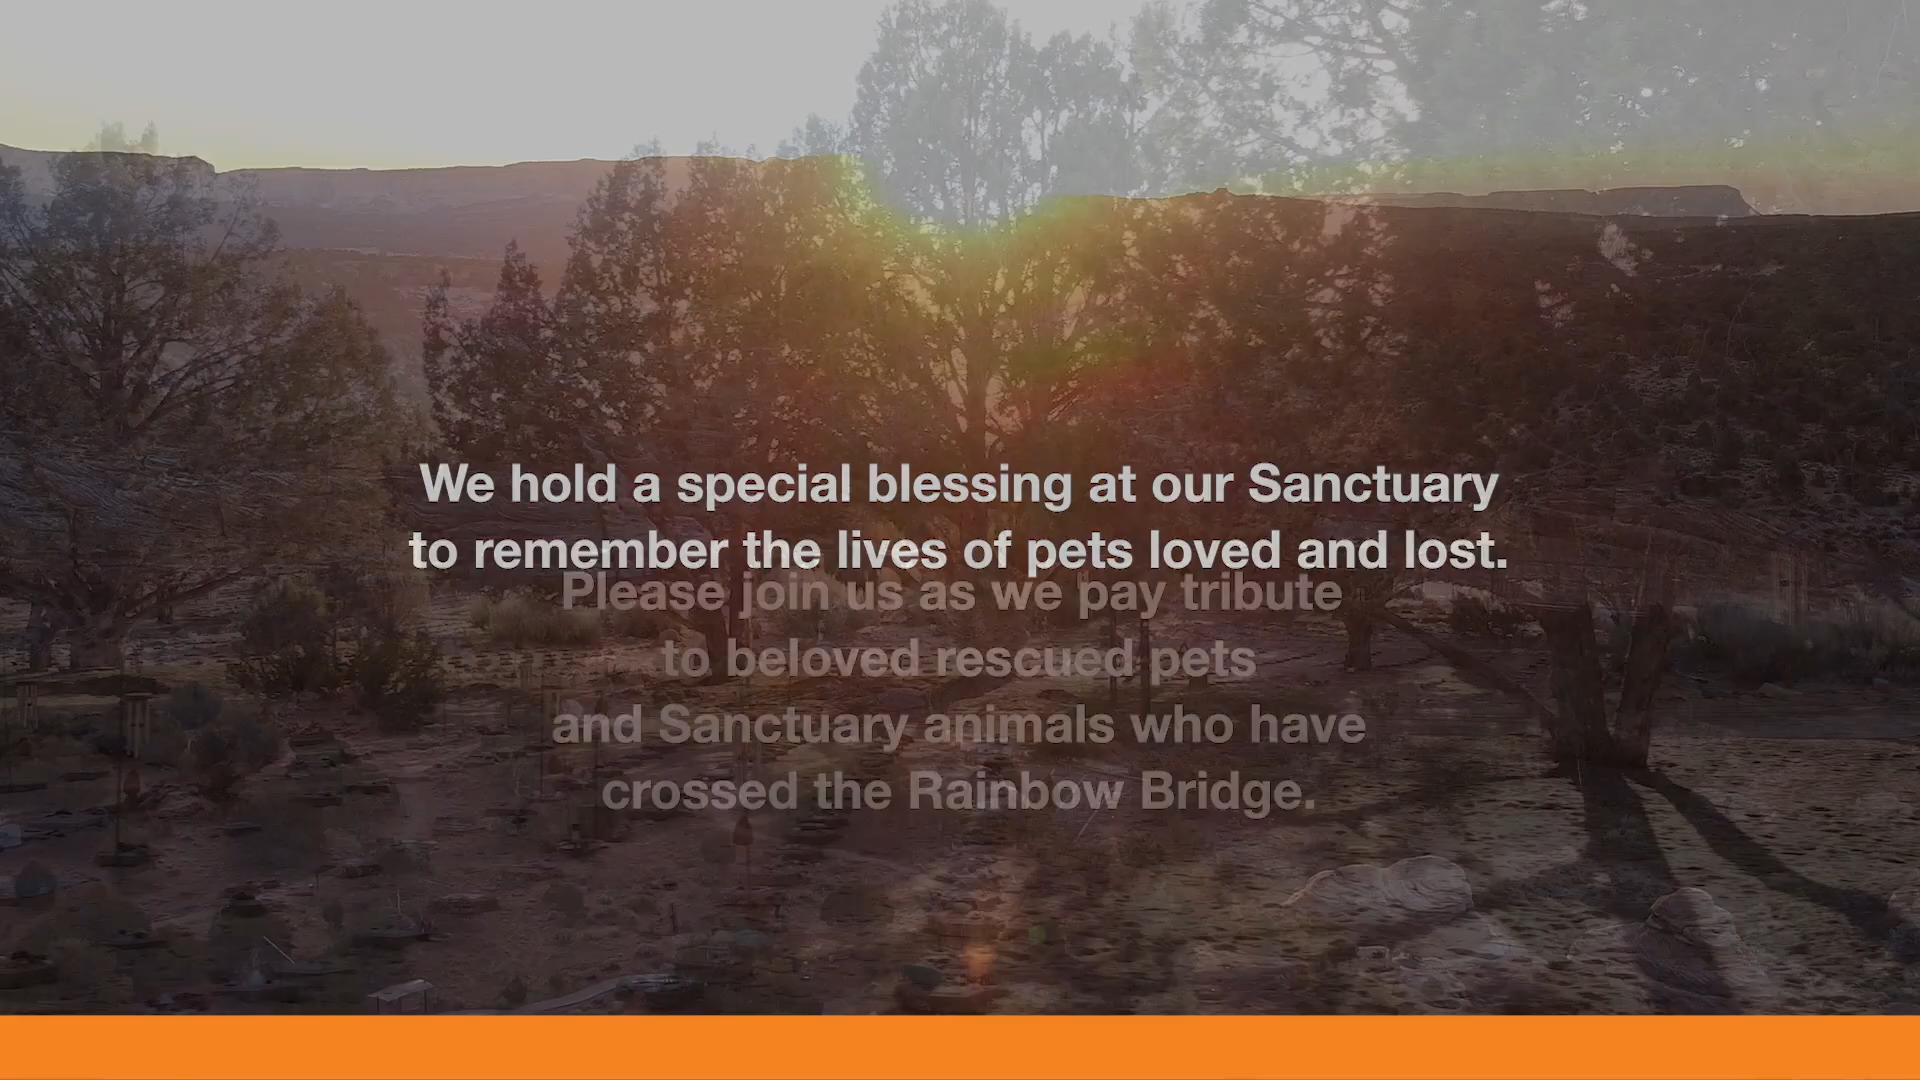 We hold a special blessing at our Sanctuary
to remember the lives of pets loved and lost.
Please join us as we pay tribute
to beloved rescued pets
and Sanctuary animals who have
crossed the Rainbow Bridge.